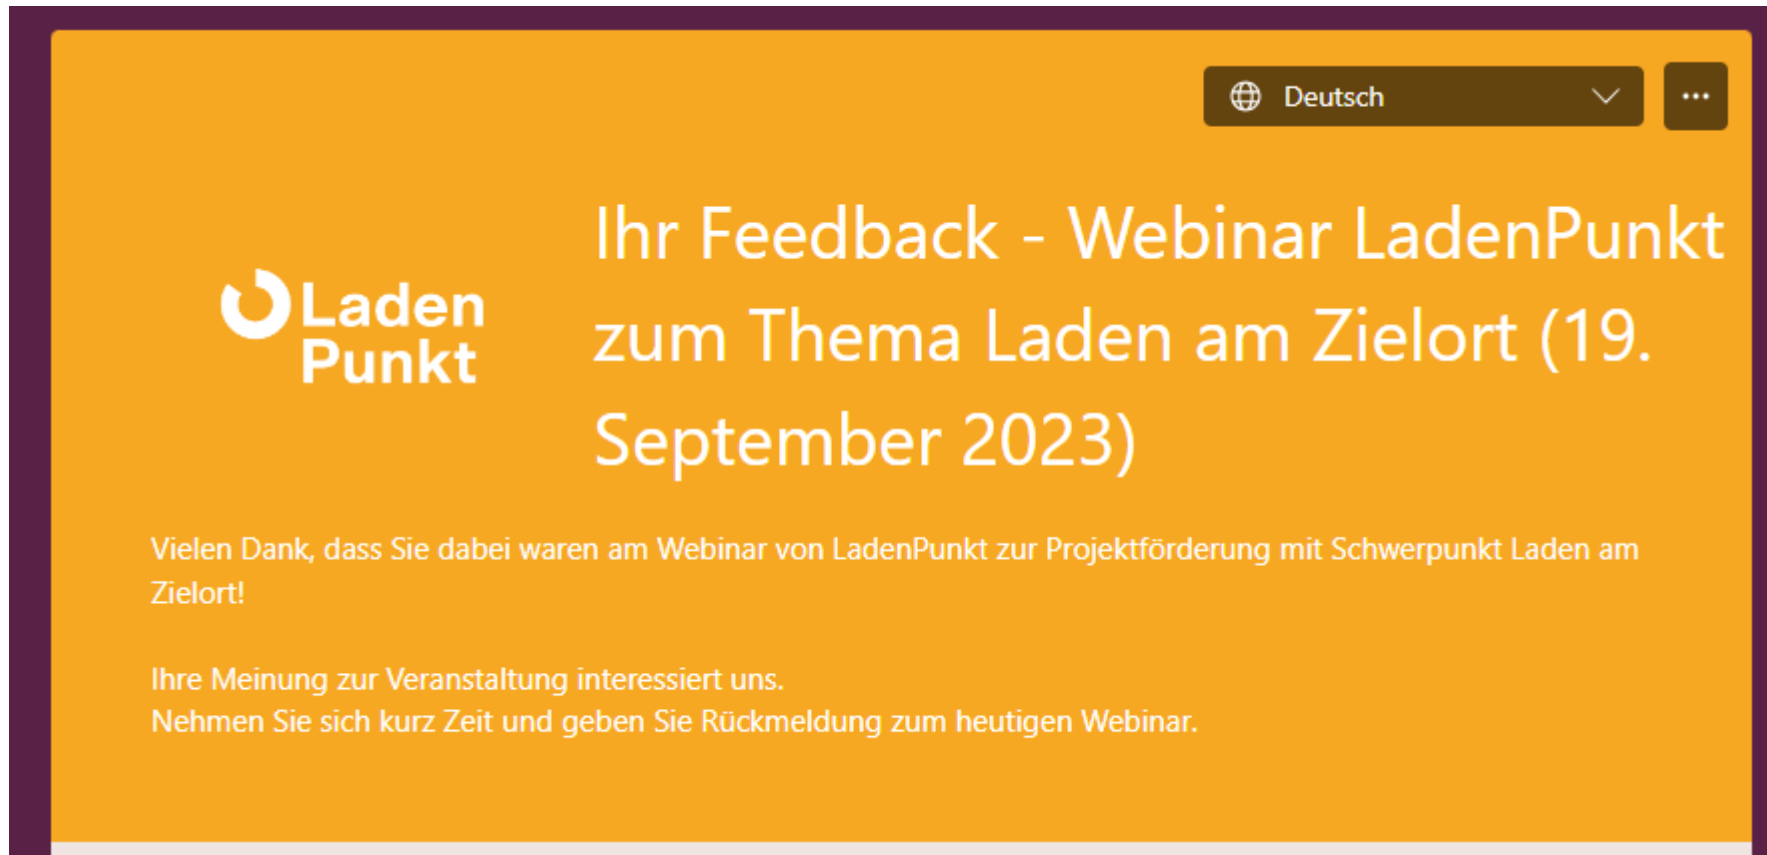 Deutsch
...
Laden
Punkt
Ihr Feedback - Webinar LadenPunkt
zum Thema Laden am Zielort (19.
September 2023)
Vielen Dank, dass Sie dabei waren am Webinar von LadenPunkt zur Projektförderung mit Schwerpunkt Laden am
Zielort!
Ihre Meinung zur Veranstaltung interessiert uns.
Nehmen Sie sich kurz Zeit und geben Sie Rückmeldung zum heutigen Webinar.